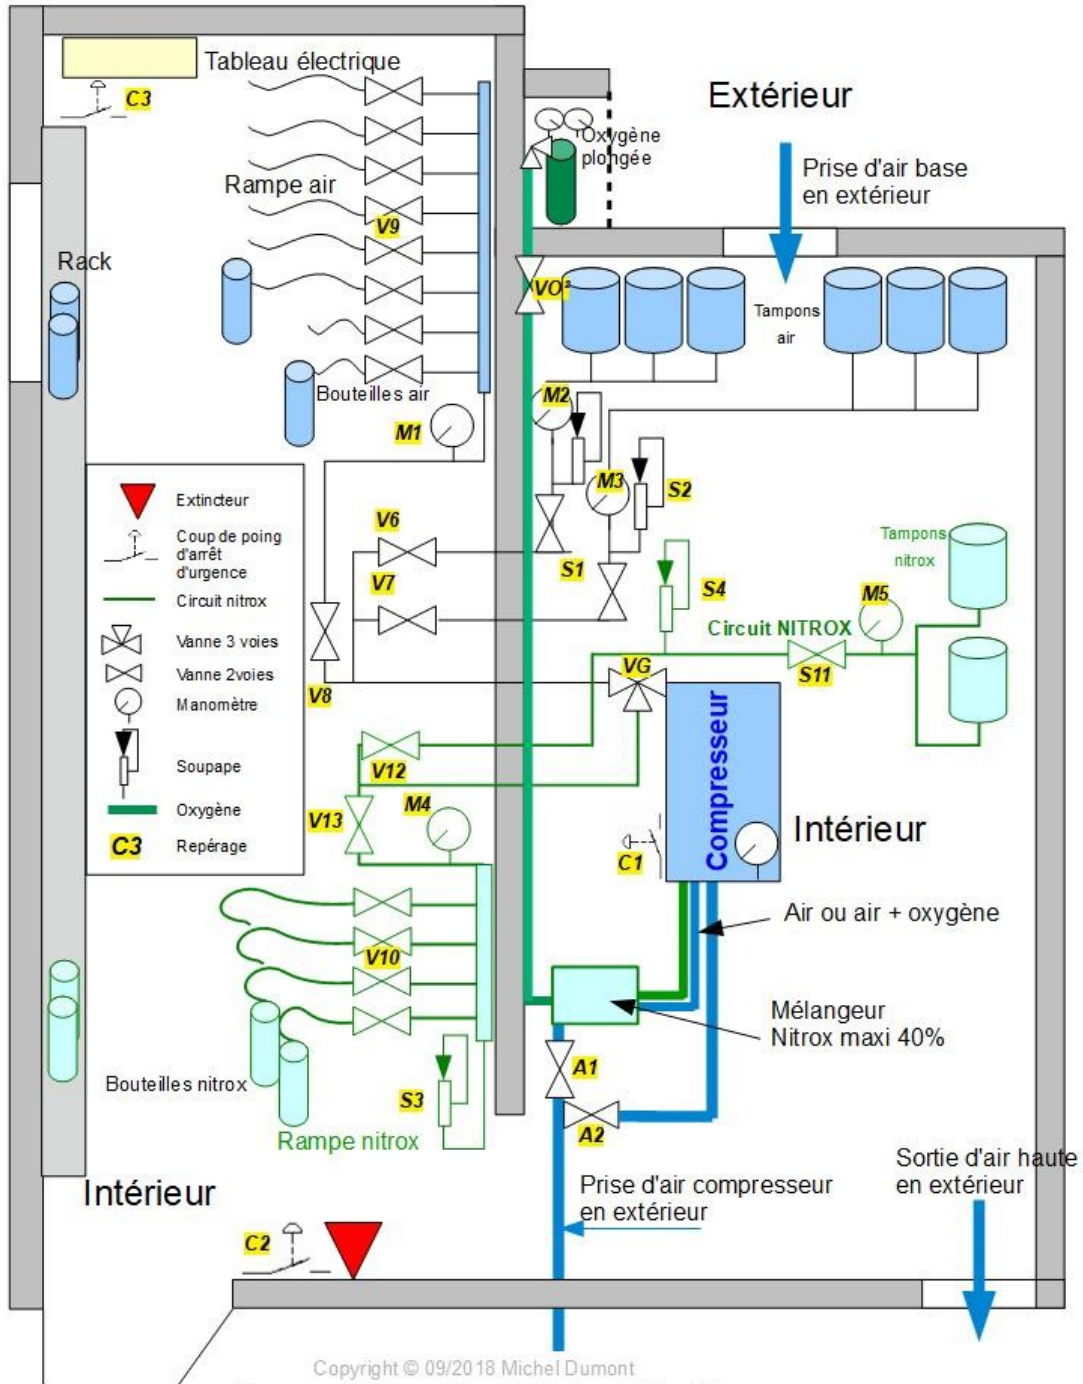 Tableau électrique
C3
Extérieur
Oxygène
plongée
Prise d'air base
en extérieur
Rampe air
V9
Rack
VO²
Tampons
air
Bouteilles air
M1
M2
M3
S2
Extincteur
Coup de poing
d'arrêt
d'urgence
Circuit nitrox
Vanne 3 voies
Vanne 2voies
Manomètre
Soupape
Oxygène
C3
Repérage
V6
V7
S1
S4
Tampons
nitrox
M5
Circuit NITROX
VG
S11
V8
V12
Compresseur
V13
M4
C1
Intérieur
Air ou air + oxygène
V10
Mélangeur
Nitrox maxi 40%
Bouteilles nitrox
S3
A1
A2
Rampe nitrox
Intérieur
Prise d'air compresseur
en extérieur
Sortie d'air haute
en extérieur
C2
Copyright © 09/2018 Michel Dumont